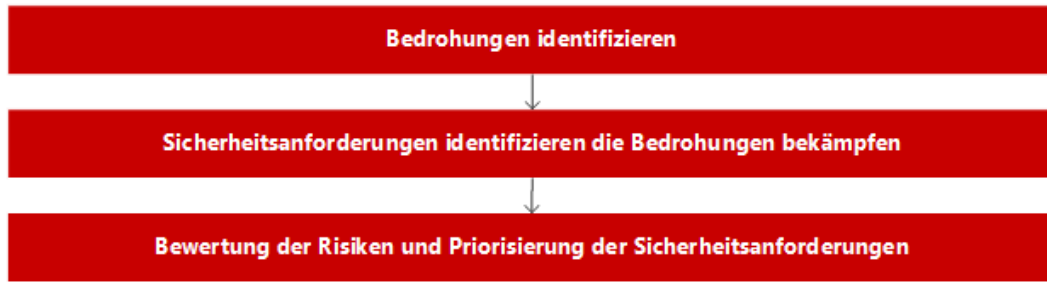 Bedrohungen identifizieren
Sicherheitsanforderungen identifizieren die Bedrohungen bekämpfen
Bewertung der Risiken und Priorisierung der Sicherheitsanforderungen